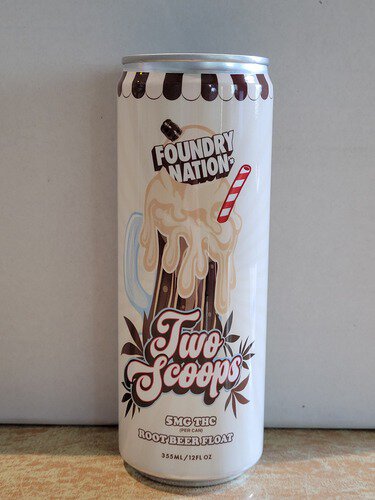 FOUNDRY
NATION
Two
Scoops
5MG THC
(PER CAN)
ROOT BEER FLOAT
355ML/12FL OZ